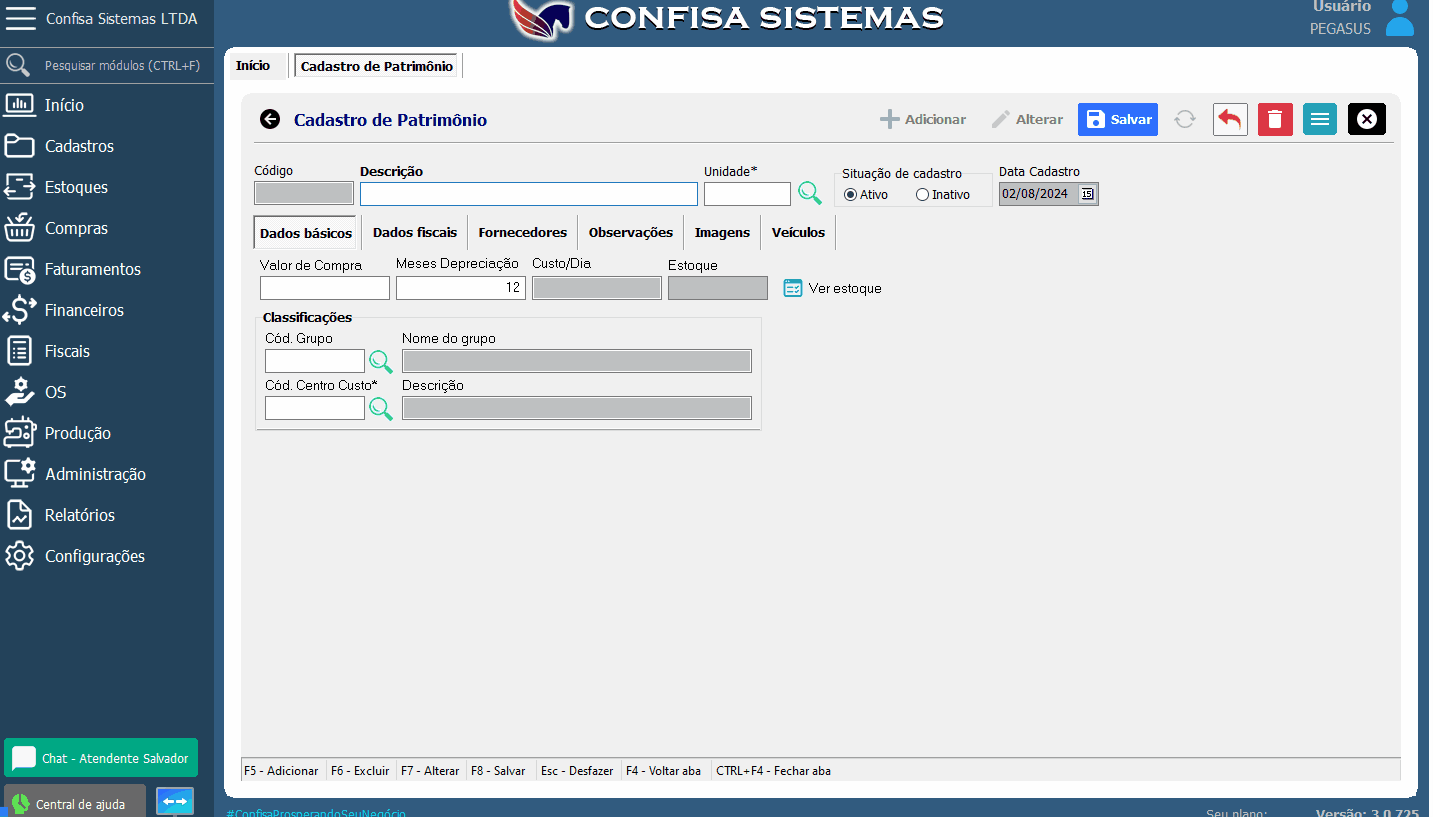 Confisa Sistemas LTDA
CONFISA SISTEMAS
Usuário
PEGASUS
Pesquisar módulos (CTRL+F)
Início
Cadastros
Estoques
Compras
Faturamentos
Financeiros
Fiscais
OS
Produção
Administração
Relatórios
Configurações
Chat - Atendente Salvador
Central de ajuda
Início
Cadastro de Patrimônio
Cadastro de Patrimônio
Adicionar
Alterar
Salvar
Código
Descrição
Unidade*
Situação de cadastro
Ativo
Inativo
Data Cadastro
02/08/2024
15
Dados básicos
Dados fiscais
Fornecedores
Observações
Imagens
Veículos
Valor de Compra
Meses Depreciação
12
Custo/Dia
Estoque
Ver estoque
Classificações
Cód. Grupo
Nome do grupo
Cód. Centro Custo*
Descrição
F5 - Adicionar
F6 - Excluir
F7 - Alterar
F8 - Salvar
Esc - Desfazer
F4 - Voltar aba
CTRL+F4 - Fechar aba
#ConfisaProsperandoSeuNegócio
Seu plano:
Versão: 3.0.725